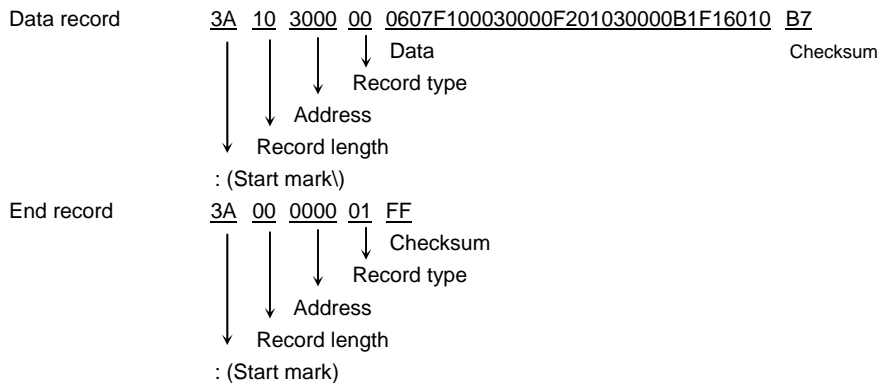 Data record 3A 10 3000 00 0607F100030000F201030000B1F16010 B7
Data Checksum
Record type
Address
Record length
: (Start mark\)
End record 3A 00 0000 01 FF
Checksum
Record type
Address
Record length
: (Start mark)